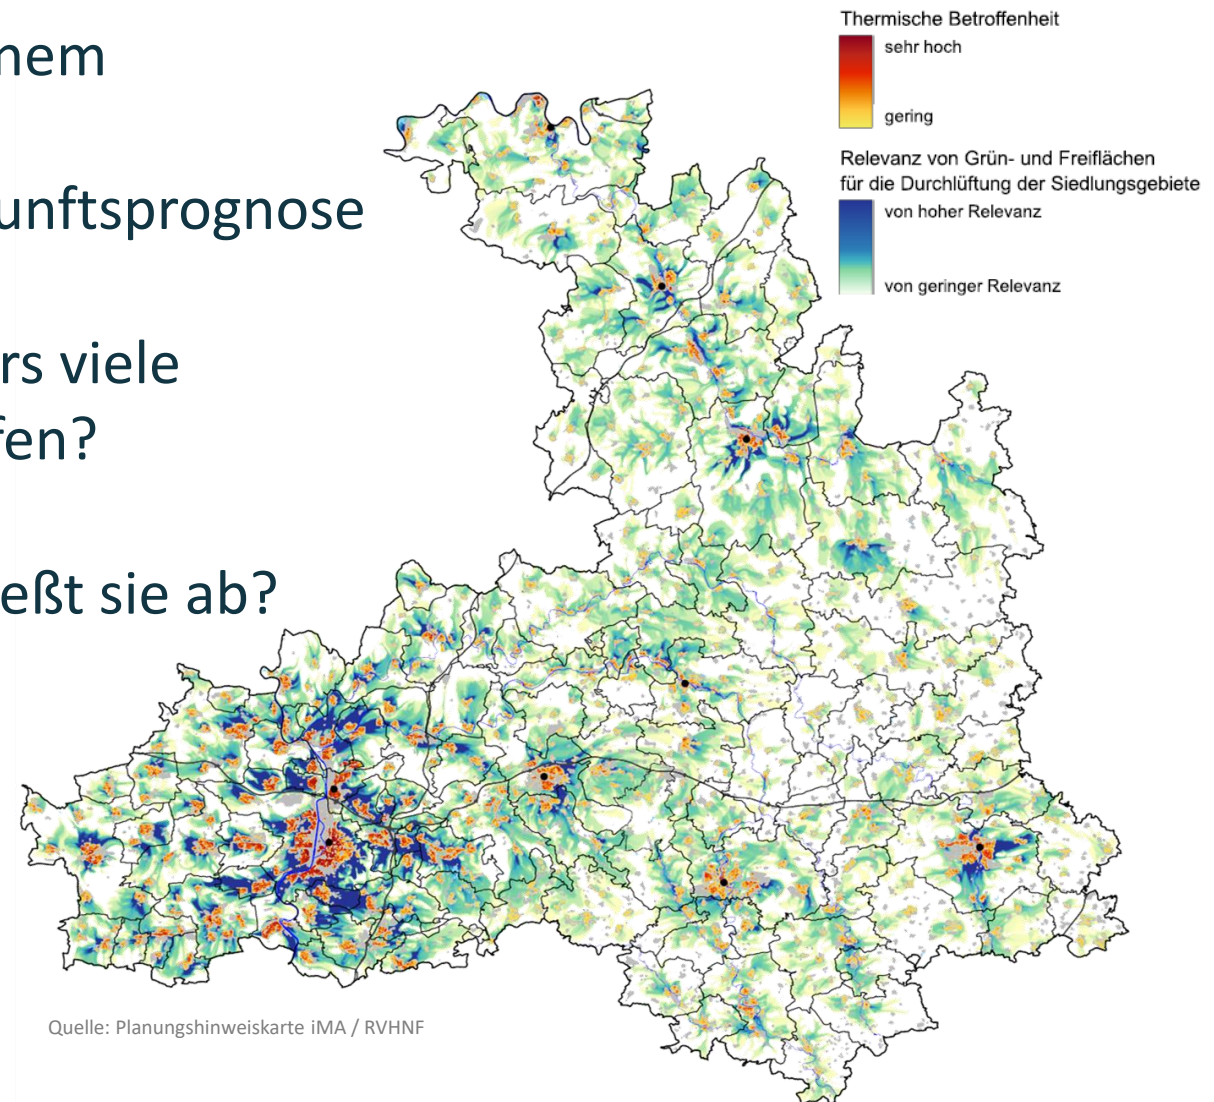 nem
unftsprognose
rs viele
fen?
eßt sie ab?
Thermische Betroffenheit
sehr hoch
gering
Relevanz von Grün- und Freiflächen
für die Durchlüftung der Siedlungsgebiete
von hoher Relevanz
von geringer Relevanz
Quelle: Planungshinweiskarte iMA / RVHNF